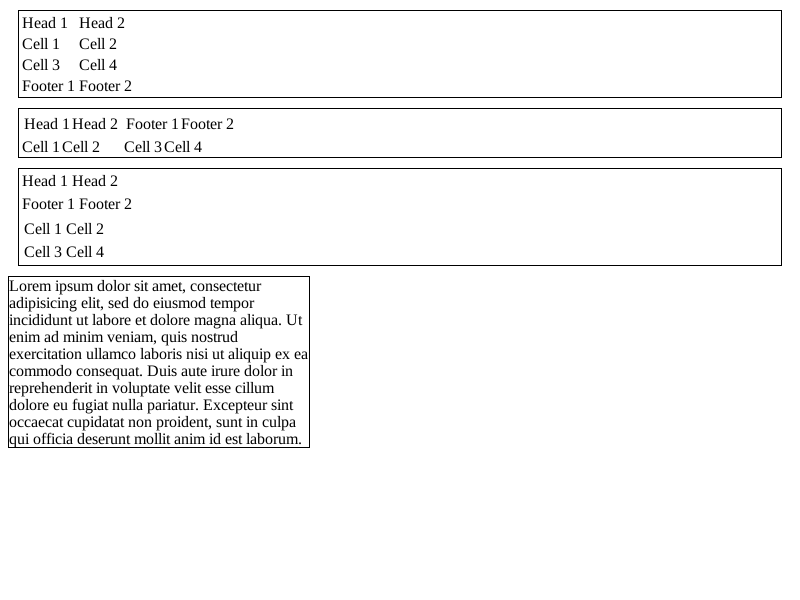 Head 1 Head 2
Cell 1 Cell 2
Cell 3 Cell 4
Footer 1 Footer 2
Head 1 Head 2 Footer 1 Footer 2
Cell 1 Cell 2 Cell 3 Cell 4
Head 1 Head 2
Footer 1 Footer 2
Cell 1 Cell 2
Cell 3 Cell 4
Lorem ipsum dolor sit amet, consectetur
adipisicing elit, sed do eiusmod tempor
incididunt ut labore et dolore magna aliqua. Ut
enim ad minim veniam, quis nostrud
exercitation ullamco laboris nisi ut aliquip ex ea
commodo consequat. Duis aute irure dolor in
reprehenderit in voluptate velit esse cillum
dolore eu fugiat nulla pariatur. Excepteur sint
occaecat cupidatat non proident, sunt in culpa
qui officia deserunt mollit anim id est laborum.